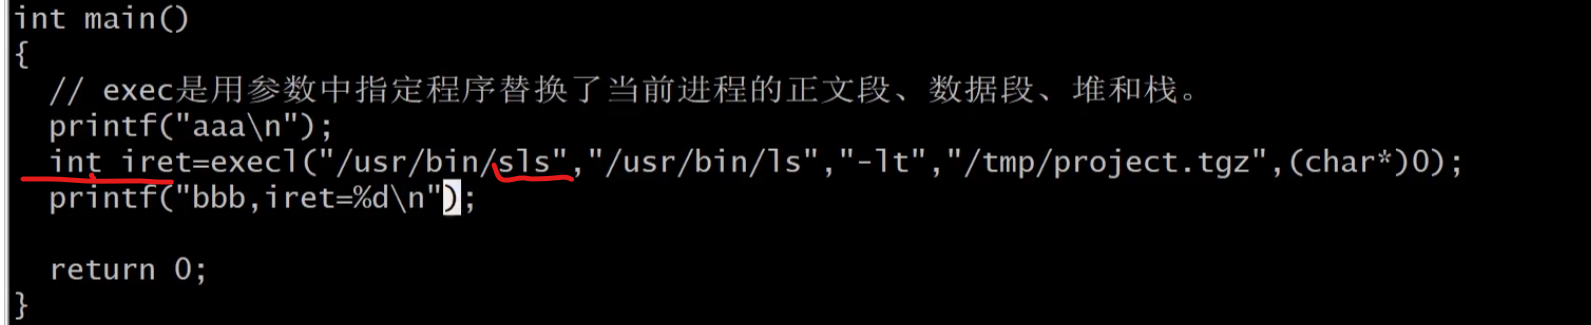 int main()
{
  // exec是用参数中指定程序替换了当前进程的正文段、数据段、堆和栈。
  printf("aaa\n");
  int iret=execl("/usr/bin/sls","/usr/bin/ls","-lt","/tmp/project.tgz",(char*)0);
  printf("bbb,iret=%d\n");
  return 0;
}